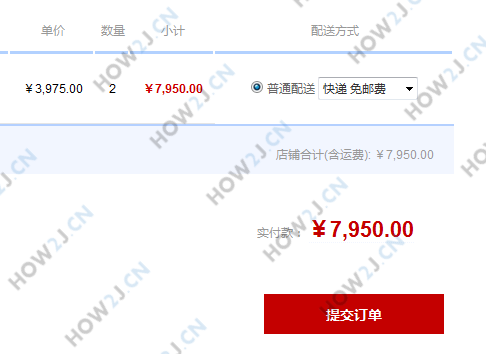 单价 数量 小计 配送方式
￥3,975.00 2 ￥7,950.00 普通配送 快递 免邮费
店铺合计(含运费): ￥7,950.00
实付款： ￥7,950.00
提交订单
HOW2J.CN